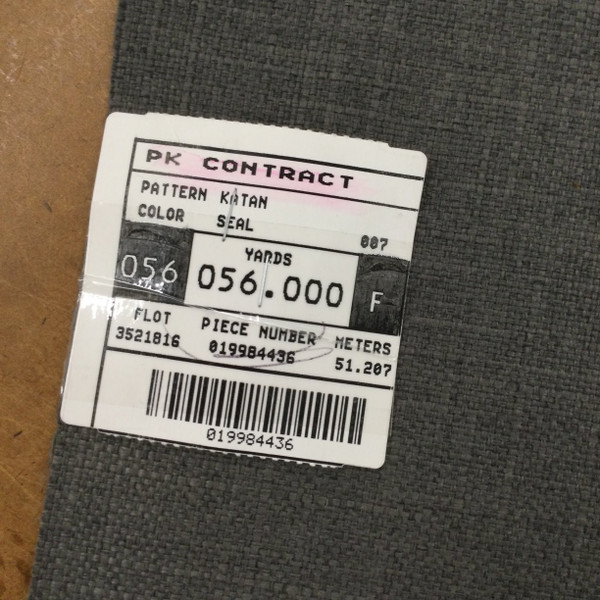 PK CONTRACT
PATTERN KATAN
COLOR SEAL 007
YARDS
056 056.000 F
FLOT PIECE NUMBER METERS
3521816 019984436 51.207
019984436